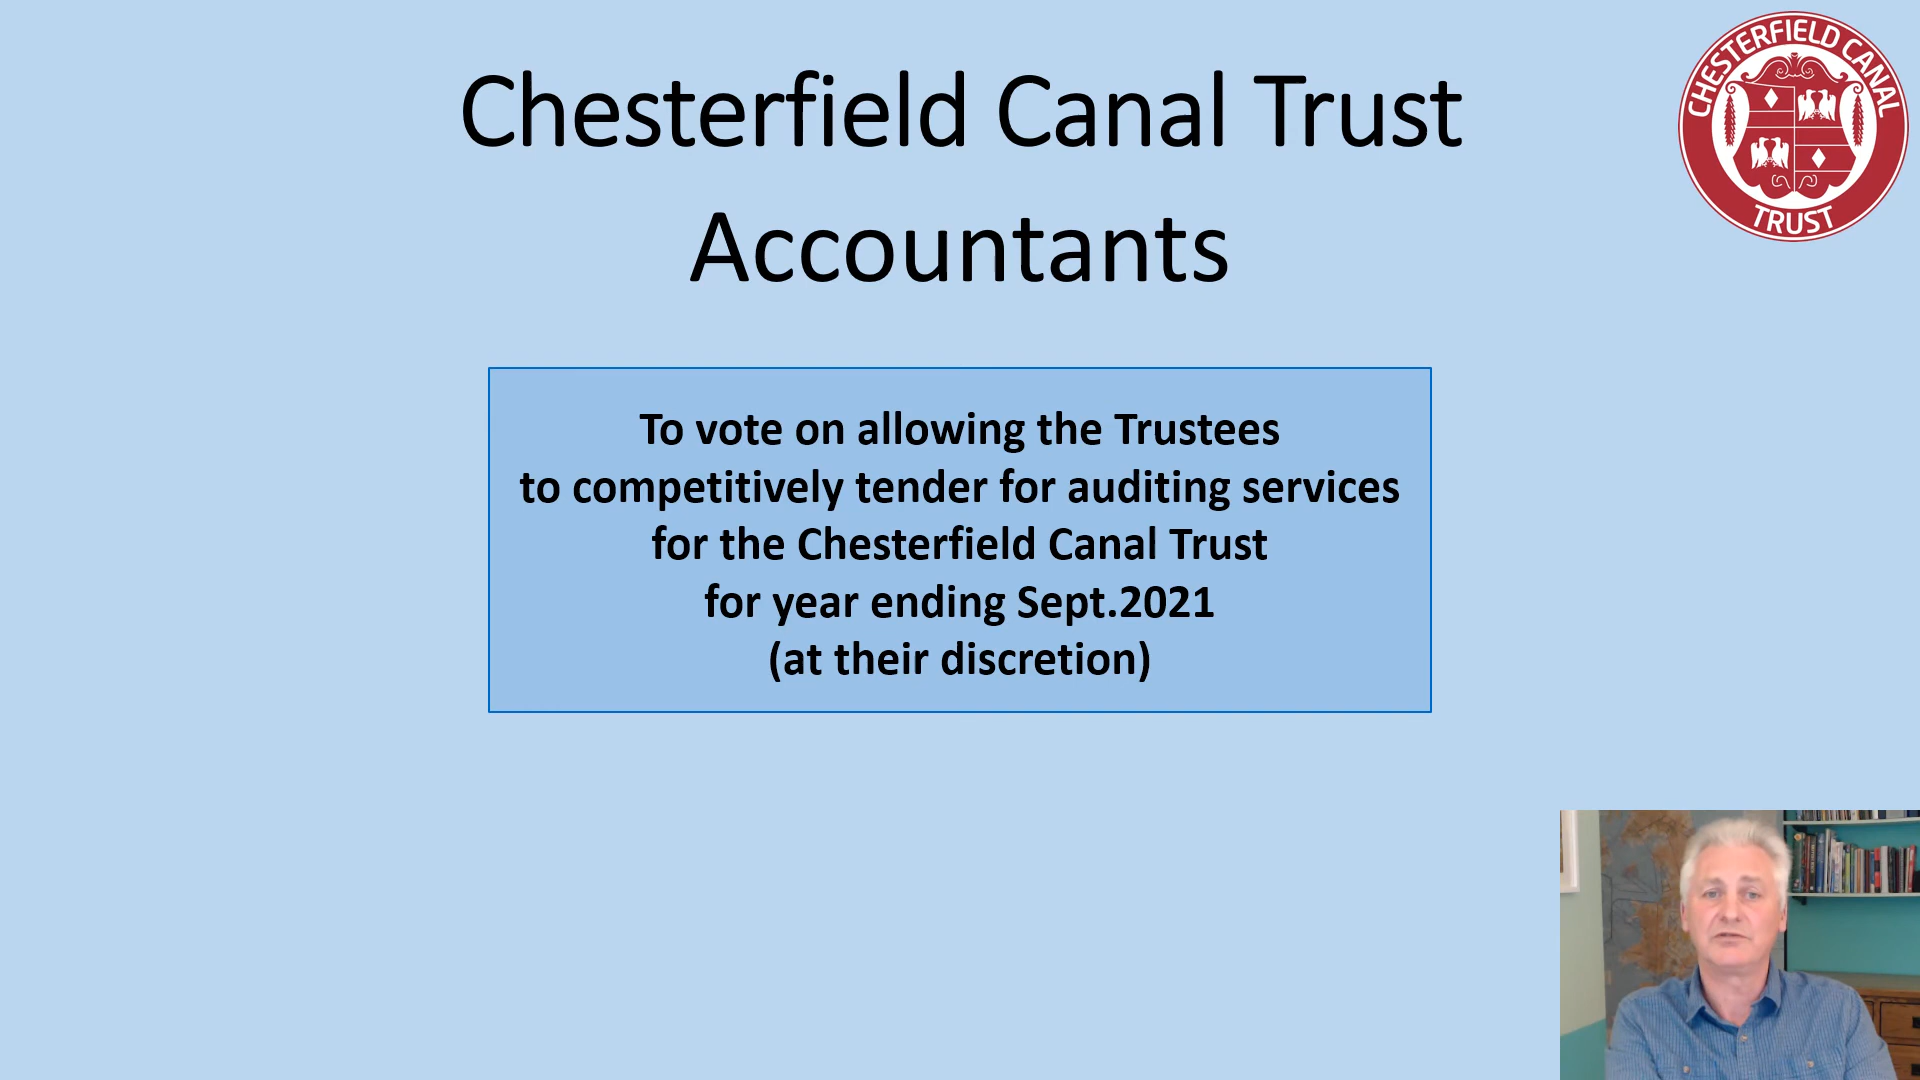 Chesterfield Canal Trust
Accountants
CHESTERFIELD CANAL
TRUST
To vote on allowing the Trustees
to competitively tender for auditing services
for the Chesterfield Canal Trust
for year ending Sept.2021
(at their discretion)